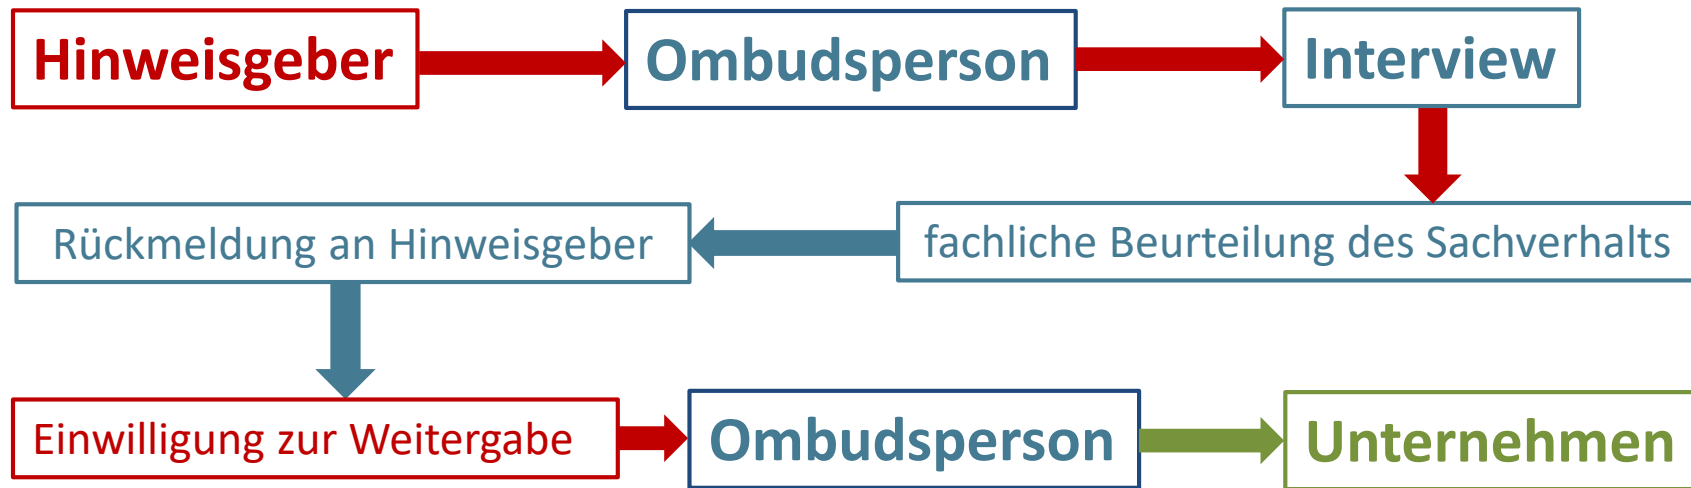 Hinweisgeber
Ombudsperson
Interview
fachliche Beurteilung des Sachverhalts
Rückmeldung an Hinweisgeber
Einwilligung zur Weitergabe
Ombudsperson
Unternehmen